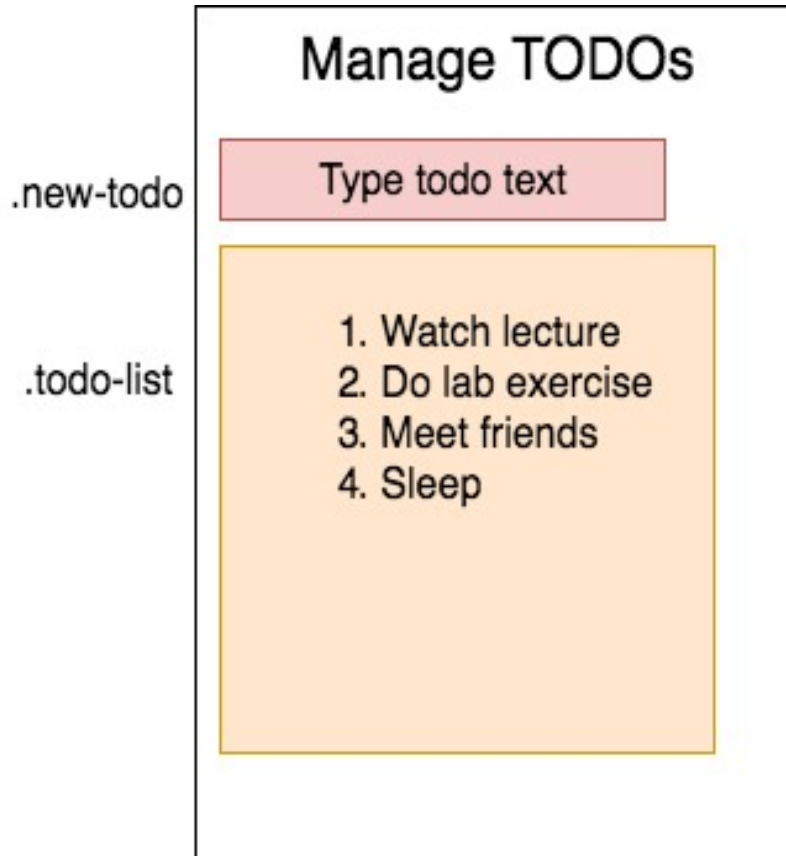 Manage TODOs
.new-todo
Type todo text
.todo-list
1. Watch lecture
2. Do lab exercise
3. Meet friends
4. Sleep